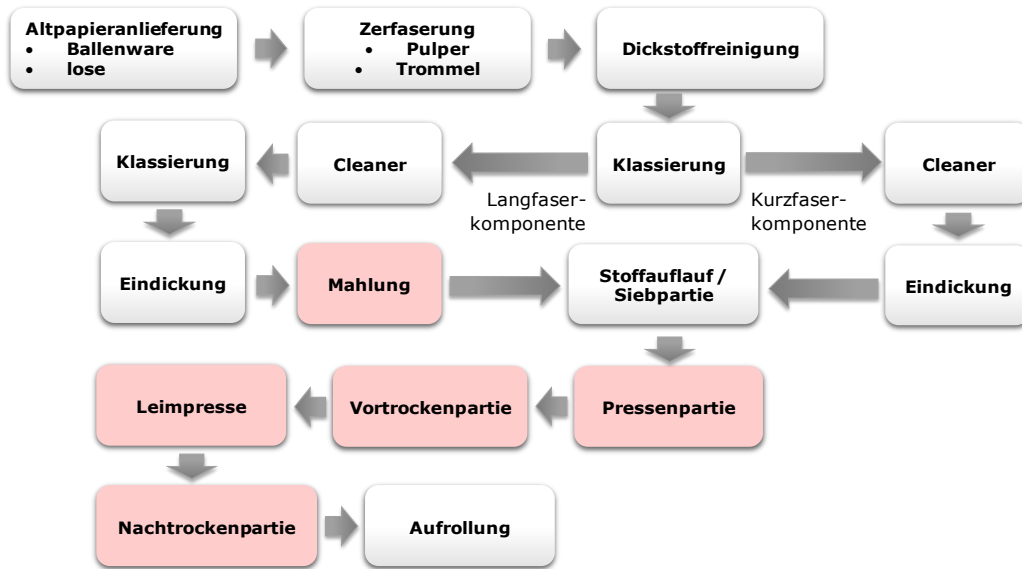 Altpapieranlieferung
• Ballenware
• lose
Zerfaserung
• Pulper
• Trommel
Dickstoffreinigung
Klassierung
Cleaner
Klassierung
Cleaner
Langfaser-
komponente
Kurzfaser-
komponente
Eindickung
Mahlung
Stoffauflauf /
Siebpartie
Eindickung
Leimpresse
Vortrockenpartie
Pressenpartie
Nachtrockenpartie
Aufrollung